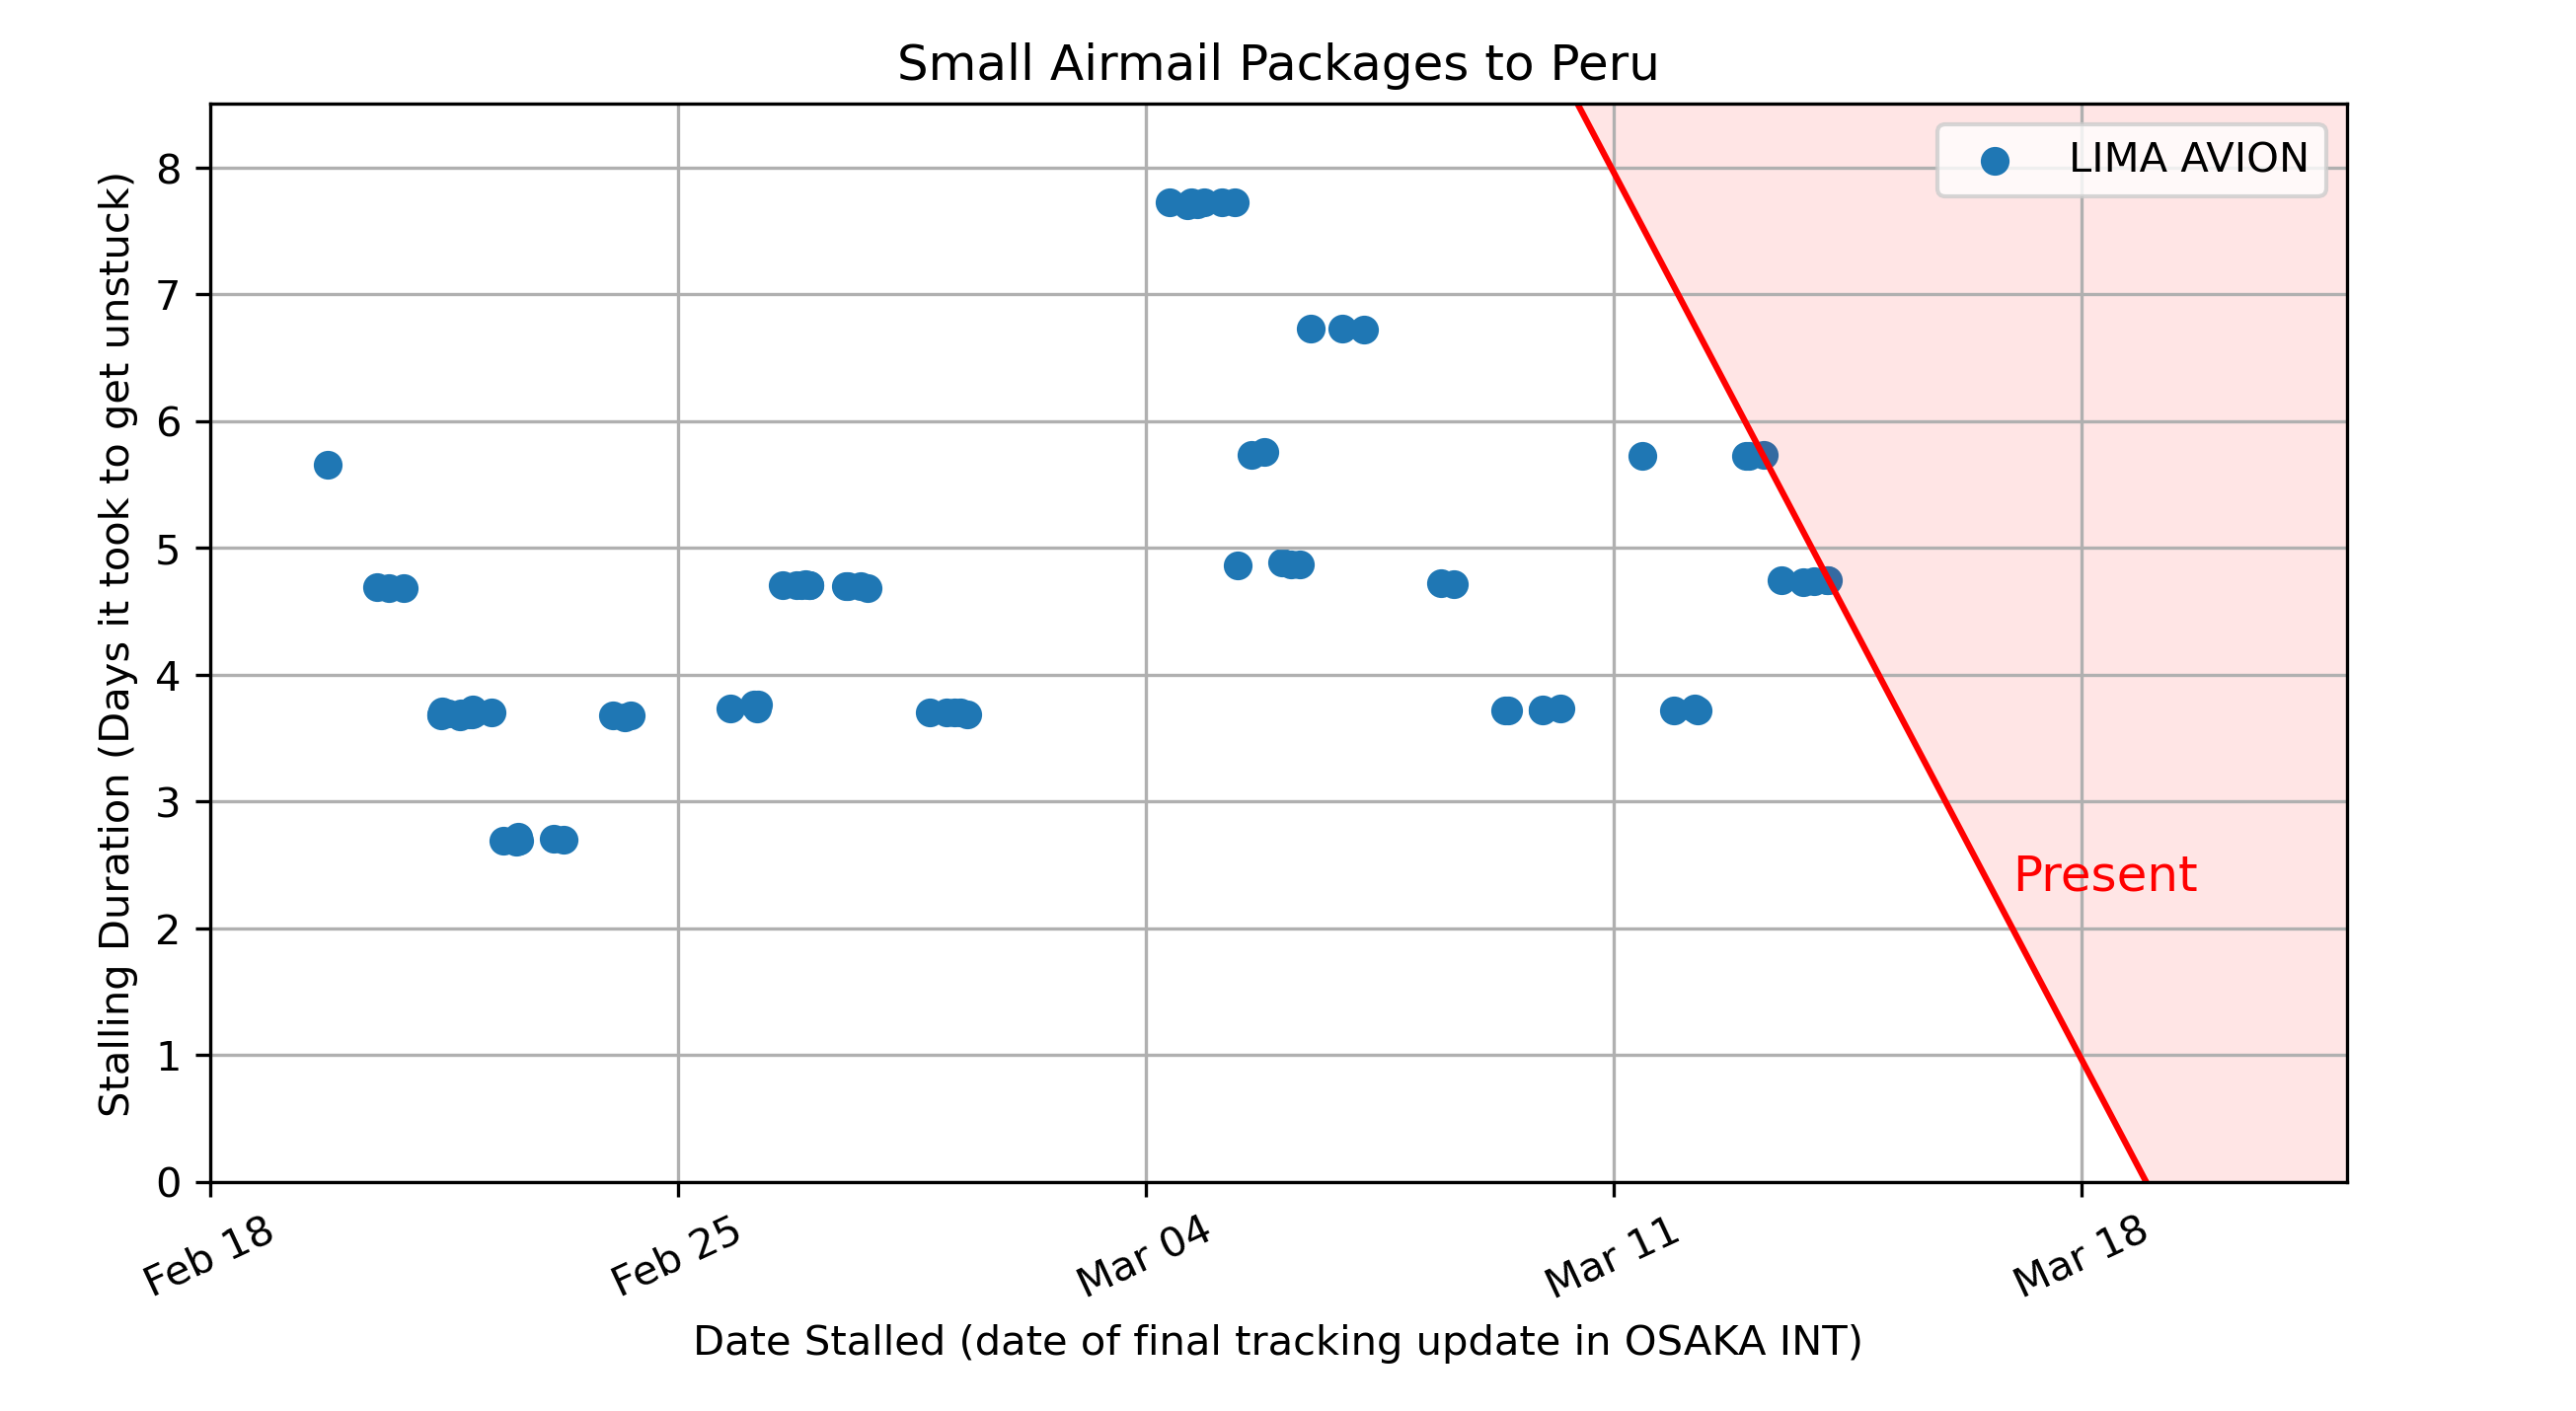 Small Airmail Packages to Peru
LIMA AVION
Stalling Duration (Days it took to get unstuck)
8
7
6
5
4
3
2
1
0
Present
Feb 18
Feb 25
Mar 04
Mar 11
Mar 18
Date Stalled (date of final tracking update in OSAKA INT)